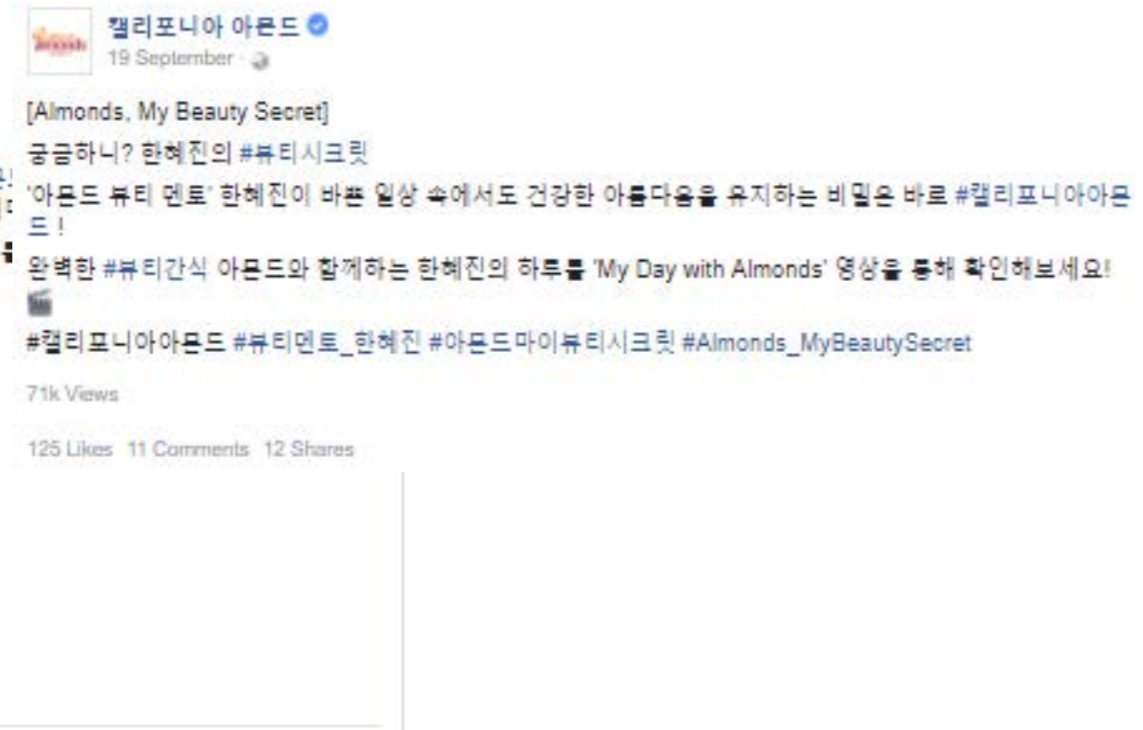 캘리포니아 아몬드
19 September
[Almonds, My Beauty Secret]
궁금하니? 한혜진의 #뷰티시크릿
'아몬드 뷰티 멘토' 한혜진이 바쁜 일상 속에서도 건강한 아름다움을 유지하는 비밀은 바로 #캘리포니아아몬
드 !
완벽한 #뷰티간식 아몬드와 함께하는 한혜진의 하루를 'My Day with Almonds' 영상을 통해 확인해보세요!
#캘리포니아아몬드 #뷰티멘토_한혜진 #아몬드마이뷰티시크릿 #Almonds_MyBeautySecret
71k Views
125 Likes 11 Comments 12 Shares